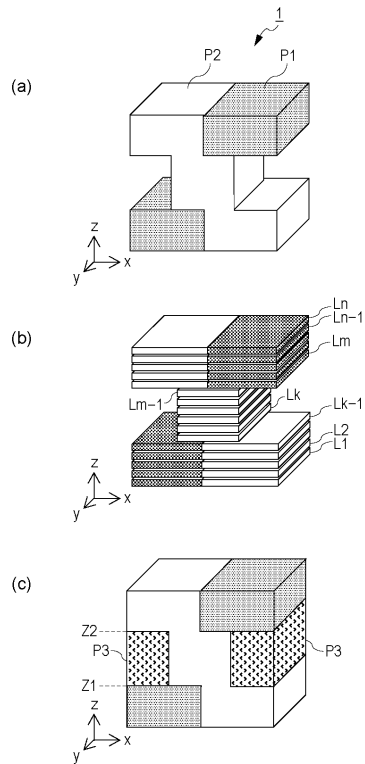 1
P2
P1
(a)
z
x
y
Ln
Ln-1
(b)
Lm
Lm-1
Lk
Lk-1
L2
L1
z
x
y
(c)
Z2
P3
P3
Z1
z
x
y